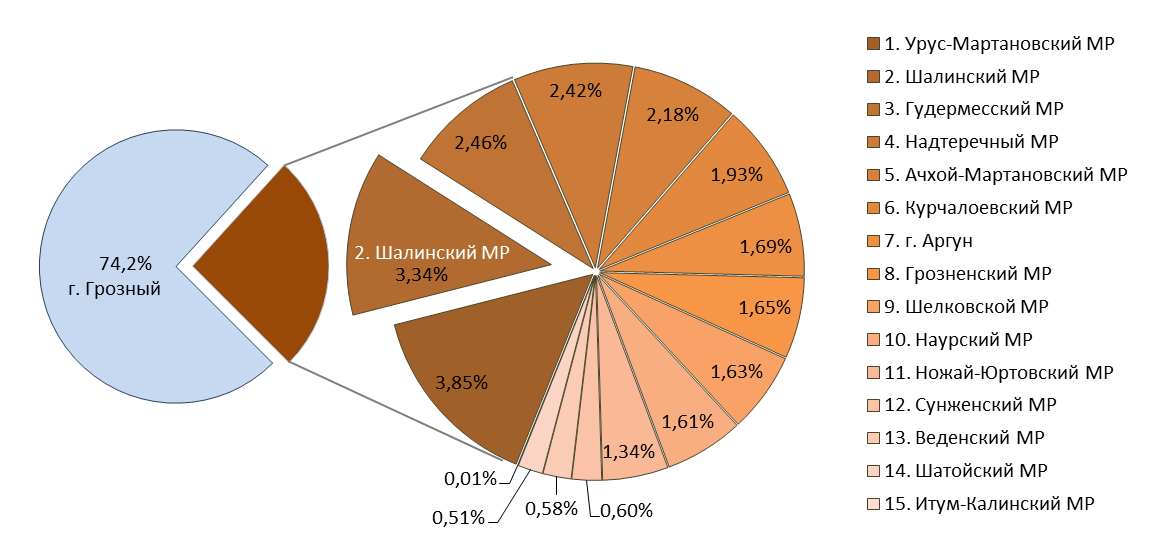 74,2%
г. Грозный
2,46%
2,42%
2,18%
1,93%
1,69%
1,65%
1,63%
1,61%
1,34%
0,60%
0,58%
0,51%
0,01%
3,85%
2. Шалинский МР
3,34%
1. Урус-Мартановский МР
2. Шалинский МР
3. Гудермесский МР
4. Надтеречный МР
5. Ачхой-Мартановский МР
6. Курчалоевский МР
7. г. Аргун
8. Грозненский МР
9. Шелковской МР
10. Наурский МР
11. Ножай-Юртовский МР
12. Сунженский МР
13. Веденский МР
14. Шатойский МР
15. Итум-Калинский МР